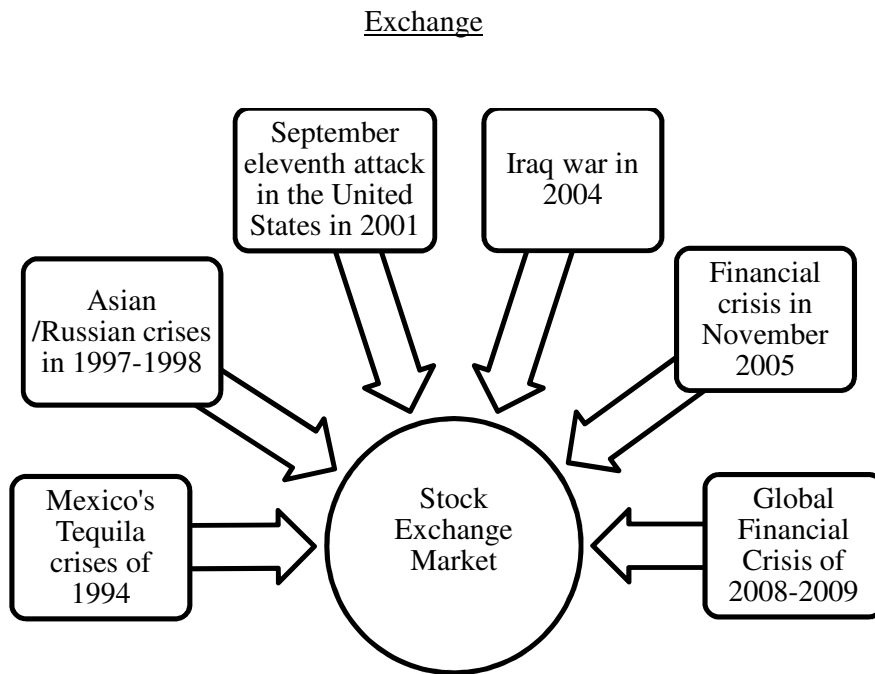 Exchange
September
eleventh attack
in the United
States in 2001
Iraq war in
2004
Asian
/Russian crises
in 1997-1998
Financial
crisis in
November
2005
Mexico's
Tequila
crises of
1994
Stock
Exchange
Market
Global
Financial
Crisis of
2008-2009